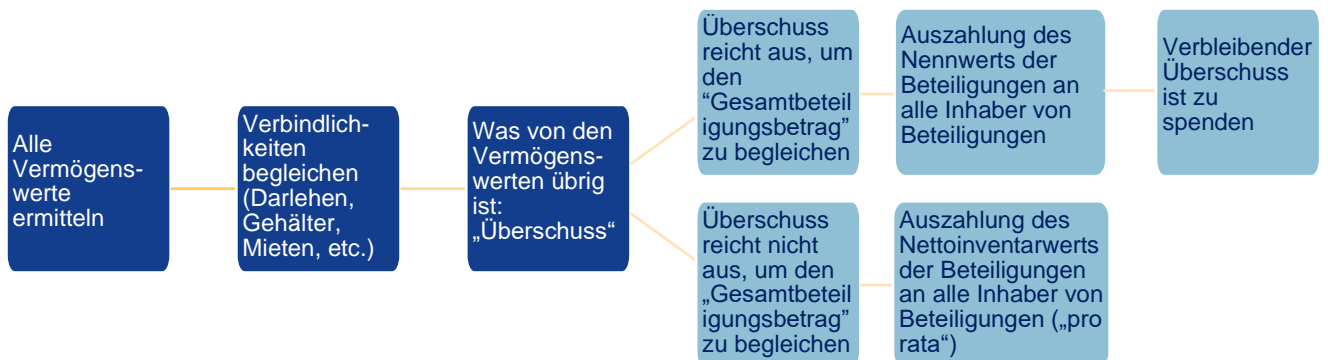 Alle
Vermögens-
werte
ermitteln
Verbindlich-
keiten
begleichen
(Darlehen,
Gehälter,
Mieten, etc.)
Was von den
Vermögens-
werten übrig
ist:
„Überschuss“
Überschuss
reicht aus, um
den
“Gesamtbeteil
igungsbetrag”
zu begleichen
Auszahlung des
Nennwerts der
Beteiligungen an
alle Inhaber von
Beteiligungen
Verbleibender
Überschuss
ist zu
spenden
Überschuss
reicht nicht
aus, um den
„Gesamtbeteil
igungsbetrag”
zu begleichen
Auszahlung des
Nettoinventarwerts
der Beteiligungen
an alle Inhaber von
Beteiligungen („pro
rata“)